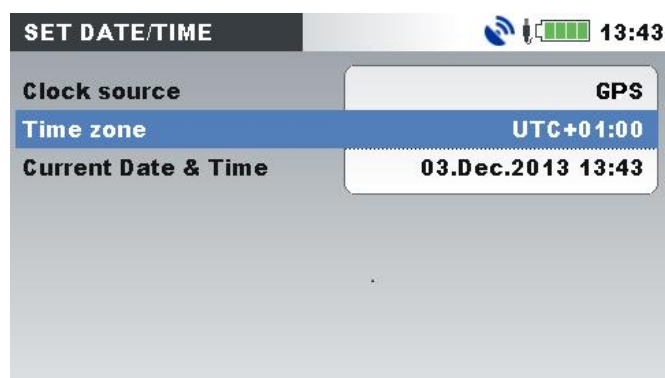 SET DATE/TIME 13:43
Clock source GPS
Time zone UTC+01:00
Current Date & Time 03.Dec.2013 13:43